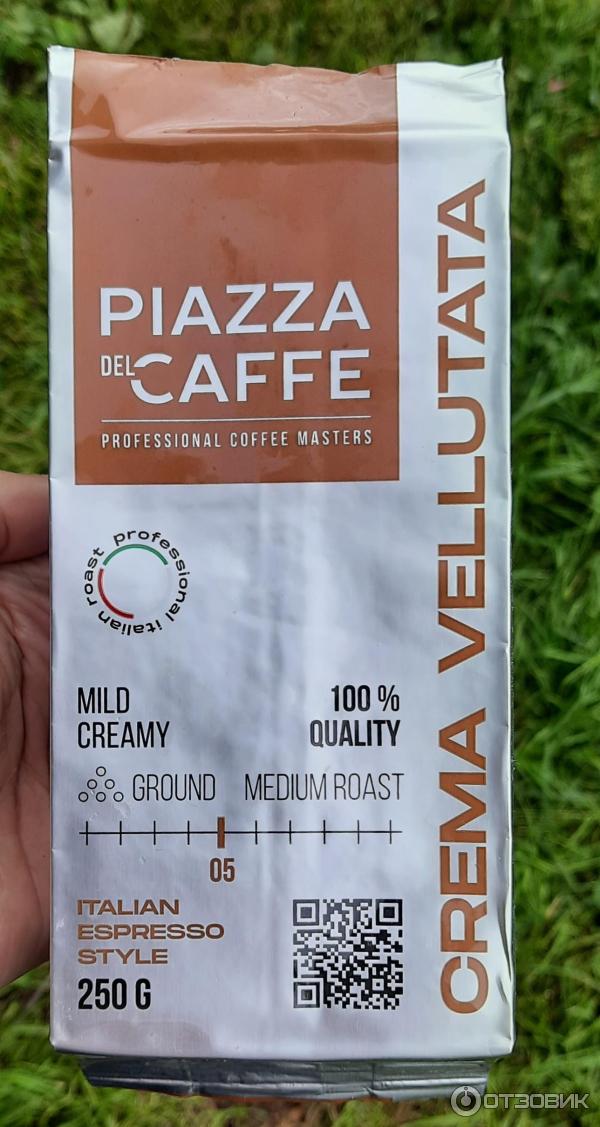 PIAZZA
DEL CAFFE
PROFESSIONAL COFFEE MASTERS
professional italian roast
MILD
CREAMY
100 %
QUALITY
GROUND
MEDIUM ROAST
05
ITALIAN
ESPRESSO
STYLE
250 G
CREMA VELLUTATA
ОТЗОВИК